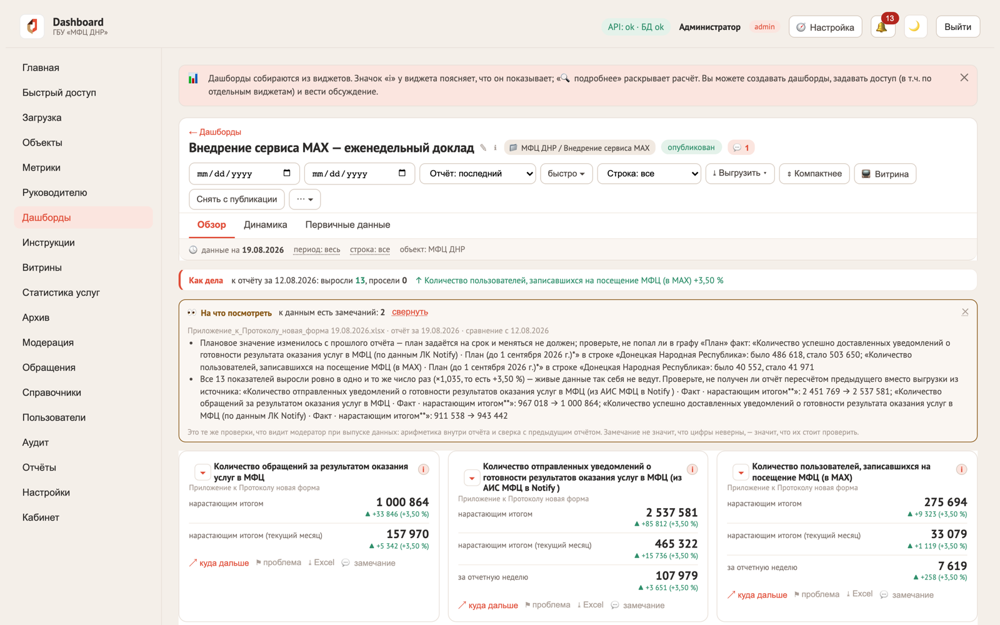 Dashboard
ГБУ «МФЦ ДНР»
API: ok · БД ok
Администратор
admin
Настройка
13
Выйти
Главная
Быстрый доступ
Загрузка
Объекты
Метрики
Руководителю
Дашборды
Инструкции
Витрины
Статистика услуг
Архив
Модерация
Обращения
Справочники
Пользователи
Аудит
Отчёты
Настройки
Кабинет
Дашборды собираются из виджетов. Значок «i» у виджета поясняет, что он показывает; «🔍 подробнее» раскрывает расчёт. Вы можете создавать дашборды, задавать доступ (в т.ч. по
отдельным виджетам) и вести обсуждение.
← Дашборды
Внедрение сервиса MAX — еженедельный доклад
МФЦ ДНР / Внедрение сервиса MAX
опубликован
1
mm/dd/yyyy
mm/dd/yyyy
Отчёт: последний
быстро
Строка: все
↓ Выгрузить
⇕ Компактнее
Витрина
Снять с публикации
⋯
Обзор
Динамика
Первичные данные
данные на 19.08.2026
период: весь
строка: все
объект: МФЦ ДНР
Как дела к отчёту за 12.08.2026: выросли 13, просели 0 ↑ Количество пользователей, записавшихся на посещение МФЦ (в MAX) +3,50 %
На что посмотреть к данным есть замечаний: 2 свернуть
Приложение_к_Протоколу_новая_форма 19.08.2026.xlsx · отчёт за 19.08.2026 · сравнение с 12.08.2026
• Плановое значение изменилось с прошлого отчёта — план задаётся на срок и меняться не должен; проверьте, не попал ли в графу «План» факт: «Количество успешно доставленных уведомлений о
готовности результата оказания услуг в МФЦ (по данным ЛК Notify) · План (до 1 сентября 2026 г.)*» в строке «Донецкая Народная Республика»: было 486 618, стало 503 650; «Количество
пользователей, записавшихся на посещение МФЦ (в MAX) · План (до 1 сентября 2026 г.)*» в строке «Донецкая Народная Республика»: было 40 552, стало 41 971
• Все 13 показателей выросли ровно в одно и то же число раз (×1,035, то есть +3,50 %) — живые данные так себя не ведут. Проверьте, не получен ли отчёт пересчётом предыдущего вместо выгрузки из
источника: «Количество отправленных уведомлений о готовности результатов оказания услуг в МФЦ (из АИС МФЦ в Notify ) · Факт · нарастающим итогом**»: 2 451 769 → 2 537 581; «Количество
обращений за результатом оказания услуг в МФЦ · Факт · нарастающим итогом**»: 967 018 → 1 000 864; «Количество успешно доставленных уведомлений о готовности результата оказания услуг в
МФЦ (по данным ЛК Notify) · Факт · нарастающим итогом**»: 911 538 → 943 442
Это те же проверки, что видит модератор при выпуске данных: арифметика внутри отчёта и сверка с предыдущим отчётом. Замечание не значит, что цифры неверны, — значит, что их стоит проверить.
Количество обращений за результатом оказания
услуг в МФЦ
i
Приложение к Протоколу новая форма
нарастающим итогом
1 000 864
▲ +33 846 (+3,50 %)
нарастающим итогом (текущий месяц)
157 970
▲ +5 342 (+3,50 %)
куда дальше
проблема
↓ Excel
замечание
Количество отправленных уведомлений о
готовности результатов оказания услуг в МФЦ (из
АИС МФЦ в Notify )
i
Приложение к Протоколу новая форма
нарастающим итогом
2 537 581
▲ +85 812 (+3,50 %)
нарастающим итогом (текущий месяц)
465 322
▲ +15 736 (+3,50 %)
за отчетную неделю
107 979
▲ +3 651 (+3,50 %)
куда дальше
проблема
↓ Excel
замечание
Количество пользователей, записавшихся на
посещение МФЦ (в MAX)
i
Приложение к Протоколу новая форма
нарастающим итогом
275 694
▲ +9 323 (+3,50 %)
нарастающим итогом (текущий месяц)
33 079
▲ +1 119 (+3,50 %)
за отчетную неделю
7 619
▲ +258 (+3,50 %)
куда дальше
проблема
↓ Excel
замечание